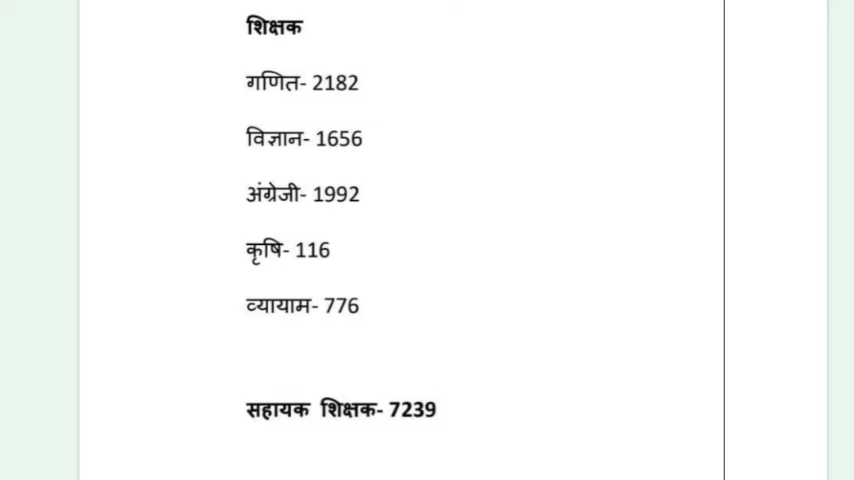 शिक्षक
गणित- 2182
विज्ञान- 1656
अंग्रेजी- 1992
कृषि- 116
व्यायाम- 776
सहायक शिक्षक- 7239